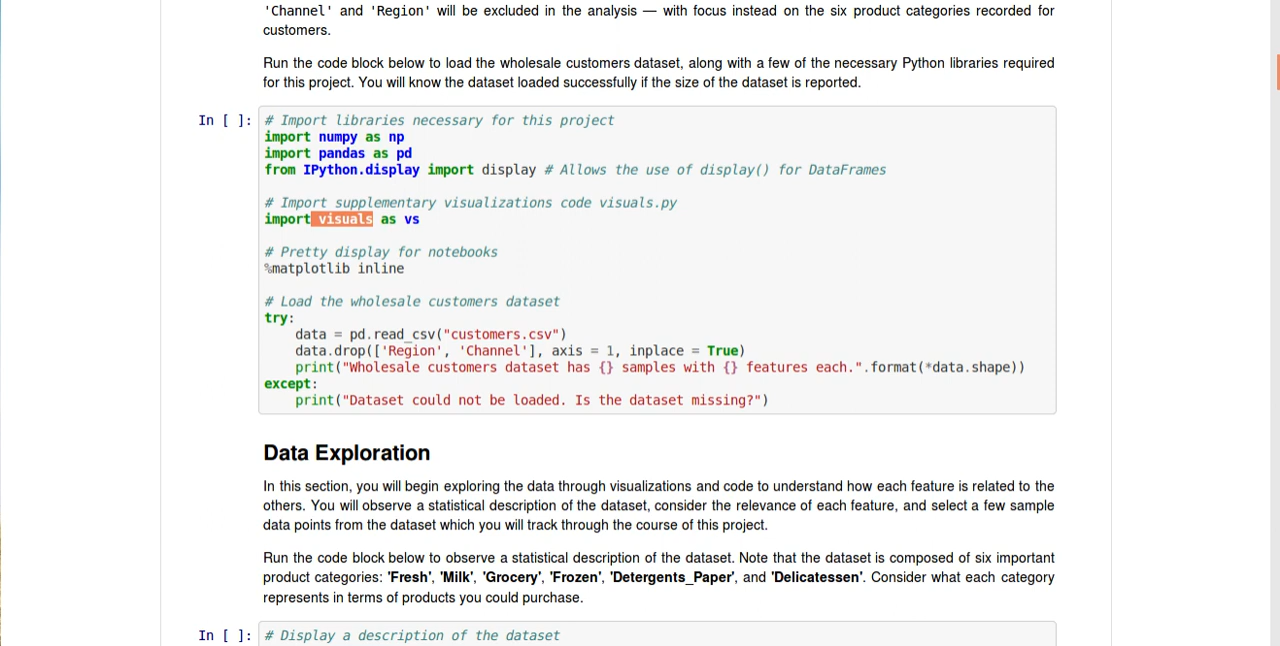 'Channel' and 'Region' will be excluded in the analysis — with focus instead on the six product categories recorded for
customers.
Run the code block below to load the wholesale customers dataset, along with a few of the necessary Python libraries required
for this project. You will know the dataset loaded successfully if the size of the dataset is reported.
In [ ]: # Import libraries necessary for this project
import numpy as np
import pandas as pd
from IPython.display import display # Allows the use of display() for DataFrames
# Import supplementary visualizations code visuals.py
import visuals as vs
# Pretty display for notebooks
%matplotlib inline
# Load the wholesale customers dataset
try:
    data = pd.read_csv("customers.csv")
    data.drop(['Region', 'Channel'], axis = 1, inplace = True)
    print("Wholesale customers dataset has {} samples with {} features each.".format(*data.shape))
except:
    print("Dataset could not be loaded. Is the dataset missing?")
Data Exploration
In this section, you will begin exploring the data through visualizations and code to understand how each feature is related to the
others. You will observe a statistical description of the dataset, consider the relevance of each feature, and select a few sample
data points from the dataset which you will track through the course of this project.
Run the code block below to observe a statistical description of the dataset. Note that the dataset is composed of six important
product categories: 'Fresh', 'Milk', 'Grocery', 'Frozen', 'Detergents_Paper', and 'Delicatessen'. Consider what each category
represents in terms of products you could purchase.
In [ ]: # Display a description of the dataset